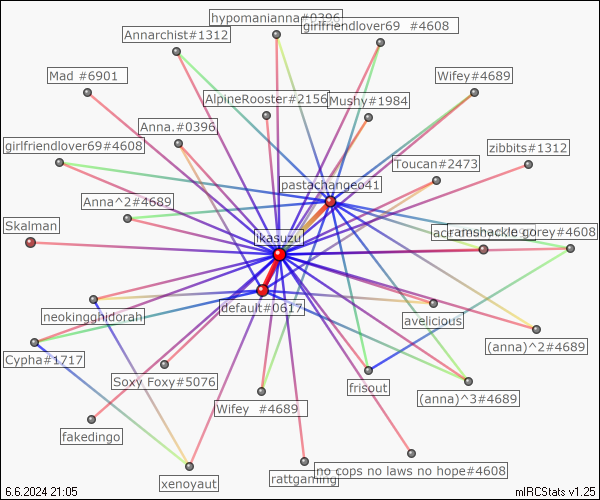 hypomanianna#0396
girlfriendlover69 #4608
Annarchist#1312
Mad #6901
Wifey#4689
AlpineRooster#2156
Mushy#1984
Anna.#0396
girlfriendlover69#4608
zibbits#1312
Toucan#2473
pastachangeo41
Anna^2#4689
Skalman
ramshackle gorey#4608
ikasuzu
default#0617
neokingghidorah
avelicious
Cypha#1717
(anna)^2#4689
Soxy Foxy#5076
frisout
(anna)^3#4689
Wifey #4689
fakedingo
no cops no laws no hope#4608
rattgaming
xenoyaut
6.6.2024 21:05
mIRCStats v1.25